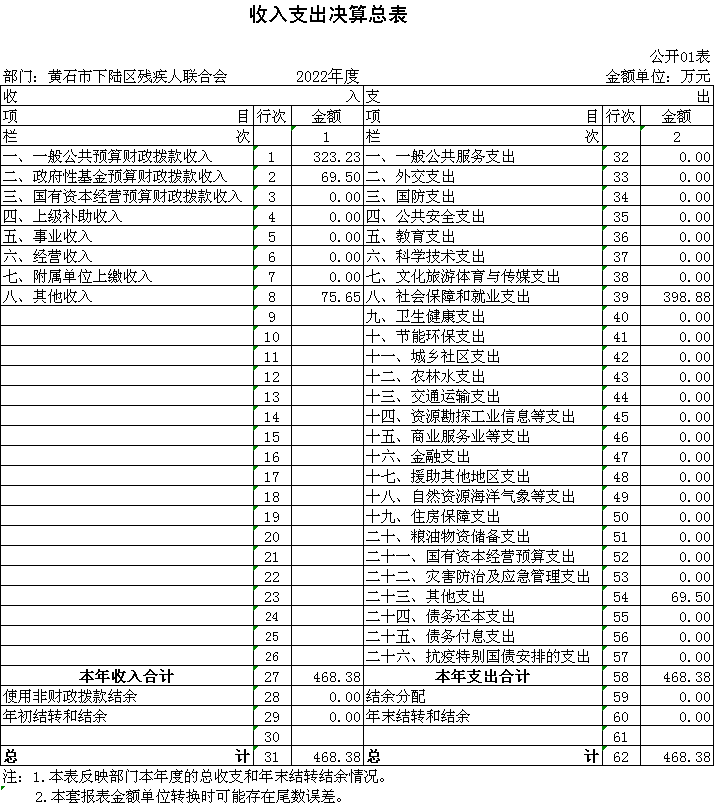 收入支出决算总表
公开01表
部门：黄石市下陆区残疾人联合会 2022年度 金额单位：万元
收 入 支 出
项 目 行次 金额 项 目 行次 金额
栏 次 1 栏 次 2
一、一般公共预算财政拨款收入 1 323.23 一、一般公共服务支出 32 0.00
二、政府性基金预算财政拨款收入 2 69.50 二、外交支出 33 0.00
三、国有资本经营预算财政拨款收入 3 0.00 三、国防支出 34 0.00
四、上级补助收入 4 0.00 四、公共安全支出 35 0.00
五、事业收入 5 0.00 五、教育支出 36 0.00
六、经营收入 6 0.00 六、科学技术支出 37 0.00
七、附属单位上缴收入 7 0.00 七、文化旅游体育与传媒支出 38 0.00
八、其他收入 8 75.65 八、社会保障和就业支出 39 398.88
9 九、卫生健康支出 40 0.00
10 十、节能环保支出 41 0.00
11 十一、城乡社区支出 42 0.00
12 十二、农林水支出 43 0.00
13 十三、交通运输支出 44 0.00
14 十四、资源勘探工业信息等支出 45 0.00
15 十五、商业服务业等支出 46 0.00
16 十六、金融支出 47 0.00
17 十七、援助其他地区支出 48 0.00
18 十八、自然资源海洋气象等支出 49 0.00
19 十九、住房保障支出 50 0.00
20 二十、粮油物资储备支出 51 0.00
21 二十一、国有资本经营预算支出 52 0.00
22 二十二、灾害防治及应急管理支出 53 0.00
23 二十三、其他支出 54 69.50
24 二十四、债务还本支出 55 0.00
25 二十五、债务付息支出 56 0.00
26 二十六、抗疫特别国债安排的支出 57 0.00
本年收入合计 27 468.38 本年支出合计 58 468.38
使用非财政拨款结余 28 0.00 结余分配 59 0.00
年初结转和结余 29 0.00 年末结转和结余 60 0.00
30 61
总 计 31 468.38 总 计 62 468.38
注：1.本表反映部门本年度的总收支和年末结转结余情况。
2.本套报表金额单位转换时可能存在尾数误差。